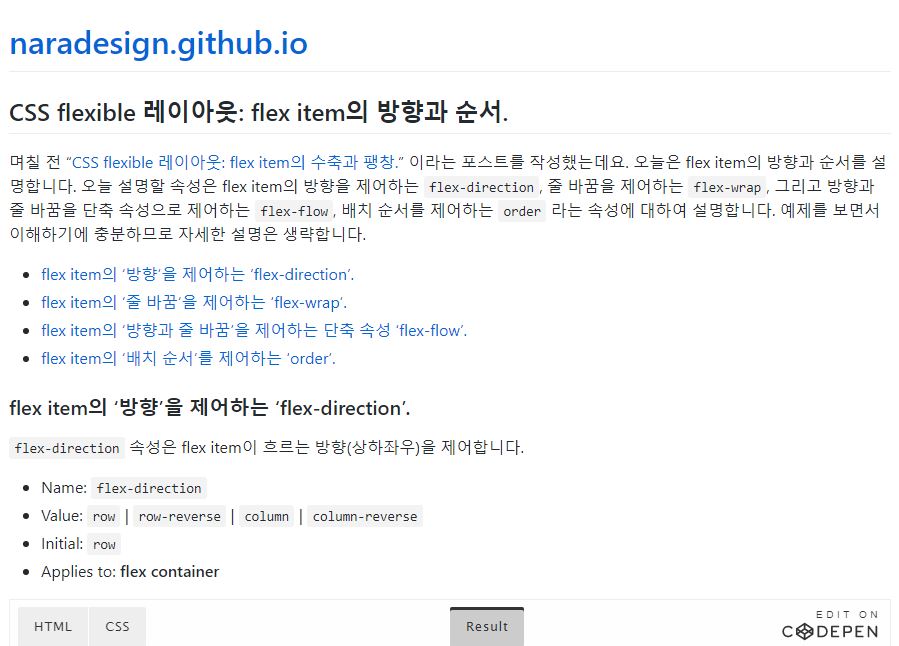 naradesign.github.io
CSS flexible 레이아웃: flex item의 방향과 순서.
며칠 전 “CSS flexible 레이아웃: flex item의 수축과 팽창.” 이라는 포스트를 작성했는데요. 오늘은 flex item의 방향과 순서를 설
명합니다. 오늘 설명할 속성은 flex item의 방향을 제어하는 flex-direction, 줄 바꿈을 제어하는 flex-wrap, 그리고 방향과
줄 바꿈을 단축 속성으로 제어하는 flex-flow, 배치 순서를 제어하는 order 라는 속성에 대하여 설명합니다. 예제를 보면서
이해하기에 충분하므로 자세한 설명은 생략합니다.
• flex item의 ‘방향’을 제어하는 ‘flex-direction’.
• flex item의 ‘줄 바꿈’을 제어하는 ‘flex-wrap’.
• flex item의 ‘뱡향과 줄 바꿈’을 제어하는 단축 속성 ‘flex-flow’.
• flex item의 ‘배치 순서’를 제어하는 ‘order’.
flex item의 ‘방향’을 제어하는 ‘flex-direction’.
flex-direction 속성은 flex item이 흐르는 방향(상하좌우)을 제어합니다.
• Name: flex-direction
• Value: row | row-reverse | column | column-reverse
• Initial: row
• Applies to: flex container
HTML CSS Result EDIT ON
CODEPEN